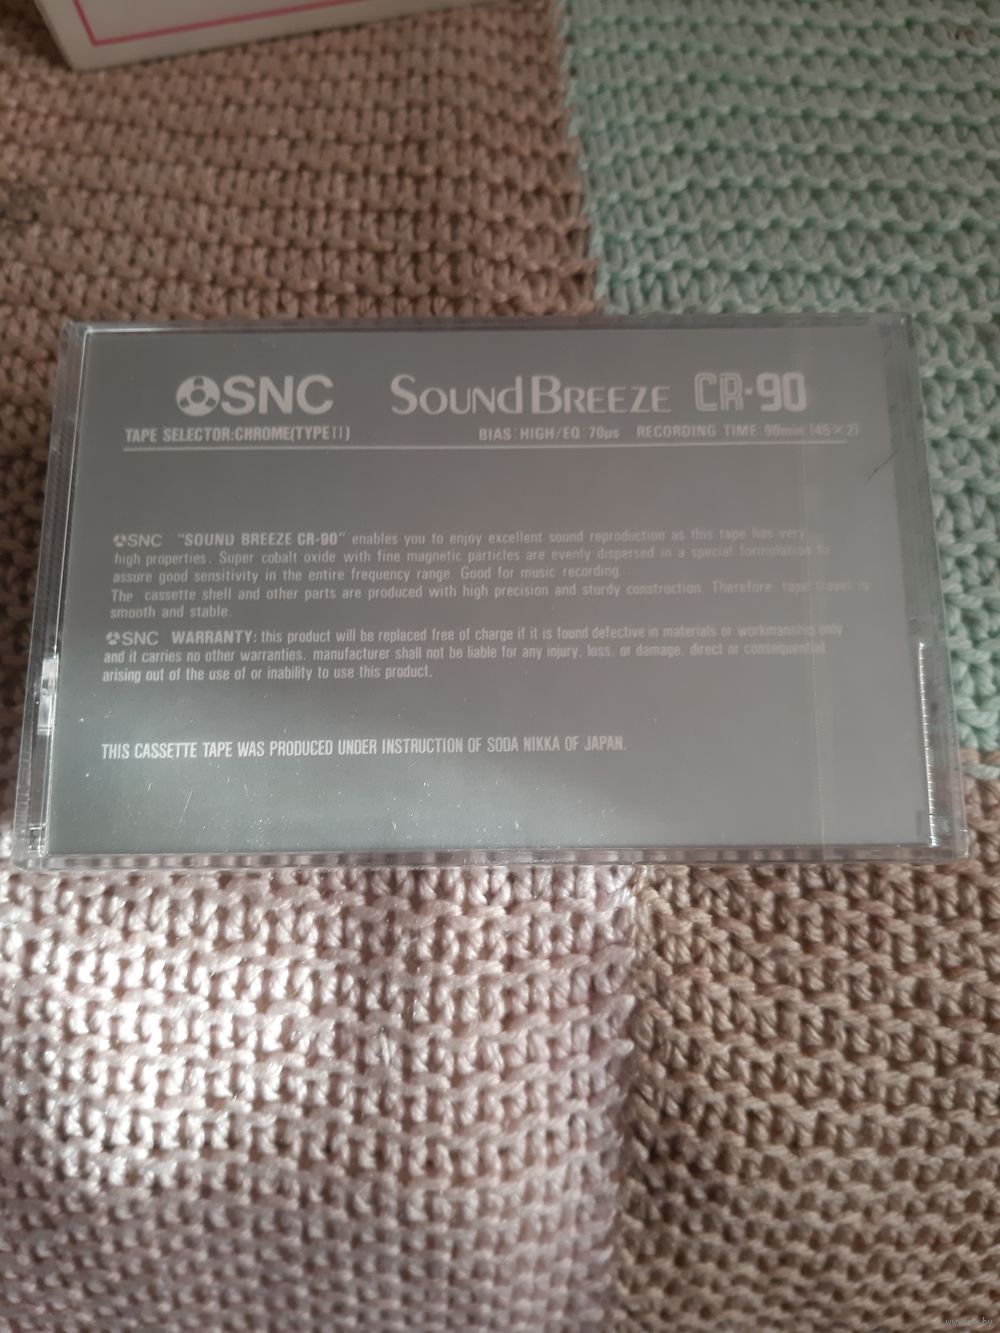 SNC SOUND BREEZE CR-90
TAPE SELECTOR:CHROME(TYPE II) BIAS:HIGH/EQ:70µs RECORDING TIME 90min (45×2)
SNC "SOUND BREEZE CR-90" enables you to enjoy excellent sound reproduction as this tape has very
high properties. Super cobalt oxide with fine magnetic particles are evenly dispersed in a special formulation to
assure good sensitivity in the entire frequency range. Good for music recording.
The cassette shell and other parts are produced with high precision and sturdy construction. Therefore, tape travel is
smooth and stable.
SNC WARRANTY: this product will be replaced free of charge if it is found defective in materials or workmanship only
and it carries no other warranties. manufacturer shall not be liable for any injury. loss. or damage. direct or consequential
arising out of the use of or inability to use this product.
THIS CASSETTE TAPE WAS PRODUCED UNDER INSTRUCTION OF SODA NIKKA OF JAPAN.